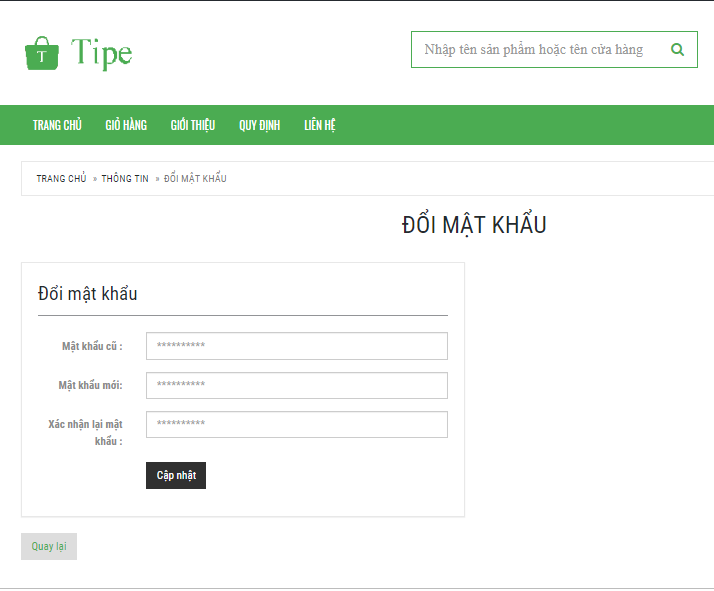 T Tipe
Nhập tên sản phẩm hoặc tên cửa hàng
TRANG CHỦ GIỎ HÀNG GIỚI THIỆU QUY ĐỊNH LIÊN HỆ
TRANG CHỦ » THÔNG TIN » ĐỔI MẬT KHẨU
ĐỔI MẬT KHẨU
Đổi mật khẩu
Mật khẩu cũ : **********
Mật khẩu mới: **********
Xác nhận lại mật **********
khẩu :
Cập nhật
Quay lại